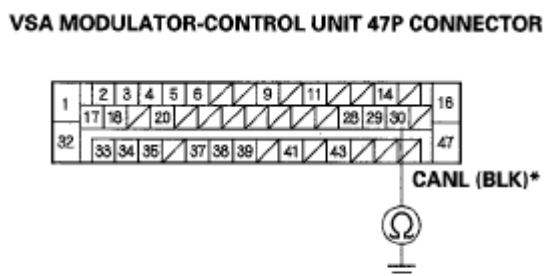 VSA MODULATOR-CONTROL UNIT 47P CONNECTOR
1 2 3 4 5 6 9 11 14 16
17 18 20 28 29 30
32 33 34 35 37 38 39 41 43 47
CANL (BLK)*
Ω